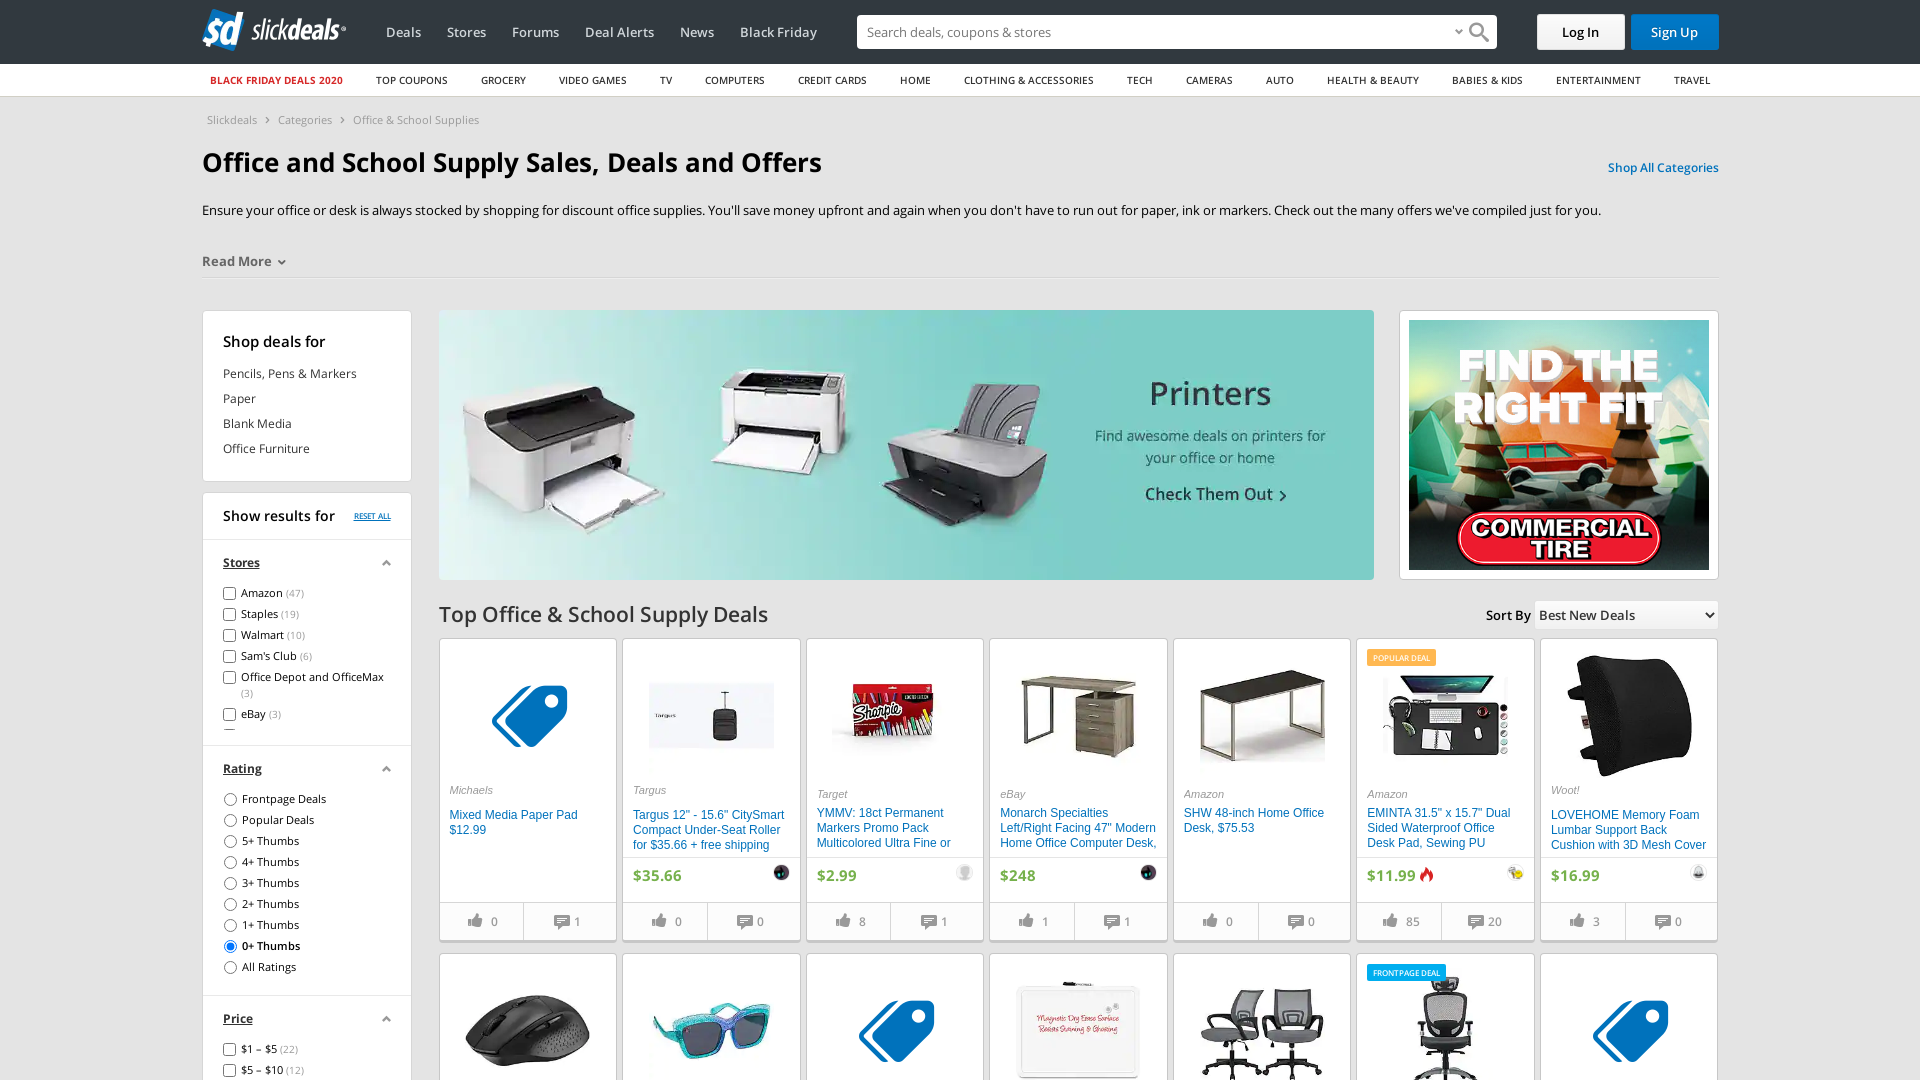 slickdeals
Deals
Stores
Forums
Deal Alerts
News
Black Friday
Search deals, coupons & stores
Log In
Sign Up
BLACK FRIDAY DEALS 2020
TOP COUPONS
GROCERY
VIDEO GAMES
TV
COMPUTERS
CREDIT CARDS
HOME
CLOTHING & ACCESSORIES
TECH
CAMERAS
AUTO
HEALTH & BEAUTY
BABIES & KIDS
ENTERTAINMENT
TRAVEL
Slickdeals > Categories > Office & School Supplies
Office and School Supply Sales, Deals and Offers
Shop All Categories
Ensure your office or desk is always stocked by shopping for discount office supplies. You'll save money upfront and again when you don't have to run out for paper, ink or markers. Check out the many offers we've compiled just for you.
Read More
Shop deals for
Pencils, Pens & Markers
Paper
Blank Media
Office Furniture
Show results for
RESET ALL
Stores
Amazon (47)
Staples (19)
Walmart (10)
Sam's Club (6)
Office Depot and OfficeMax
(3)
eBay (3)
Rating
Frontpage Deals
Popular Deals
5+ Thumbs
4+ Thumbs
3+ Thumbs
2+ Thumbs
1+ Thumbs
0+ Thumbs
All Ratings
Price
$1 – $5 (22)
$5 – $10 (12)
Printers
Find awesome deals on printers for
your office or home
Check Them Out >
FIND THE
RIGHT FIT
COMMERCIAL
TIRE
Top Office & School Supply Deals
Sort By
Best New Deals
Michaels
Mixed Media Paper Pad
$12.99
0
1
Targus
Targus
Targus 12" - 15.6" CitySmart
Compact Under-Seat Roller
for $35.66 + free shipping
$35.66
0
0
Sharpie
Target
YMMV: 18ct Permanent
Markers Promo Pack
Multicolored Ultra Fine or
$2.99
8
1
eBay
Monarch Specialties
Left/Right Facing 47" Modern
Home Office Computer Desk,
$248
1
1
Amazon
SHW 48-inch Home Office
Desk, $75.53
0
0
POPULAR DEAL
Amazon
EMINTA 31.5" x 15.7" Dual
Sided Waterproof Office
Desk Pad, Sewing PU
$11.99
85
20
Woot!
LOVEHOME Memory Foam
Lumbar Support Back
Cushion with 3D Mesh Cover
$16.99
3
0
Magnetic Dry Erase Surface
FRONTPAGE DEAL